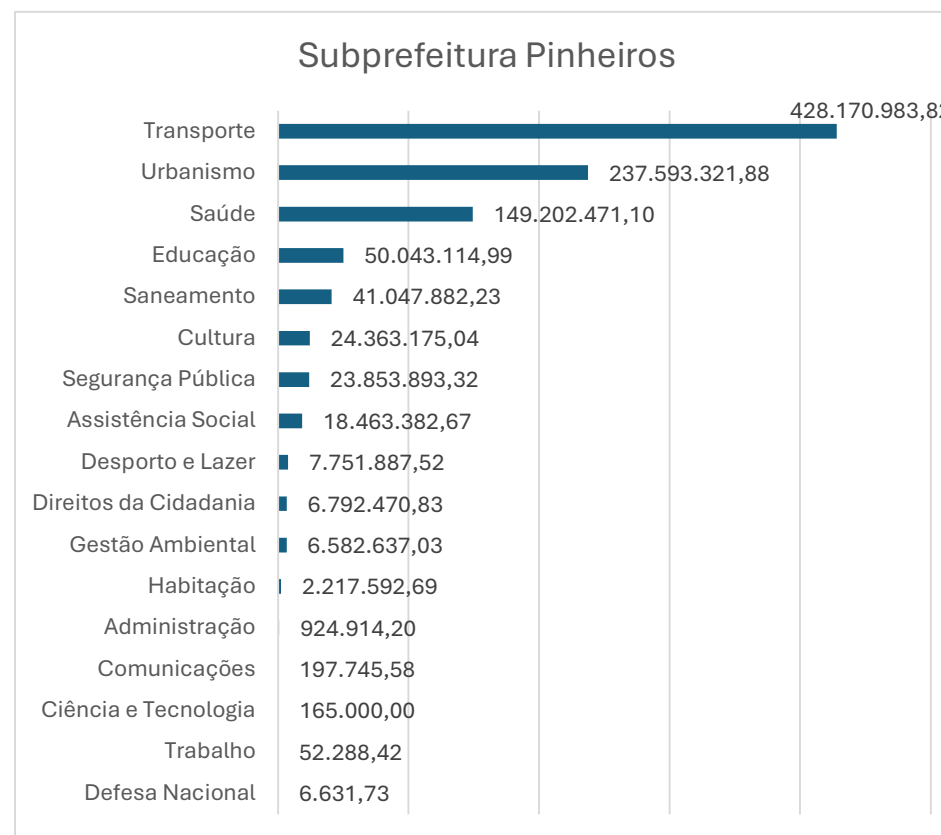 Subprefeitura Pinheiros
Transporte 428.170.983,82
Urbanismo 237.593.321,88
Saúde 149.202.471,10
Educação 50.043.114,99
Saneamento 41.047.882,23
Cultura 24.363.175,04
Segurança Pública 23.853.893,32
Assistência Social 18.463.382,67
Desporto e Lazer 7.751.887,52
Direitos da Cidadania 6.792.470,83
Gestão Ambiental 6.582.637,03
Habitação 2.217.592,69
Administração 924.914,20
Comunicações 197.745,58
Ciência e Tecnologia 165.000,00
Trabalho 52.288,42
Defesa Nacional 6.631,73